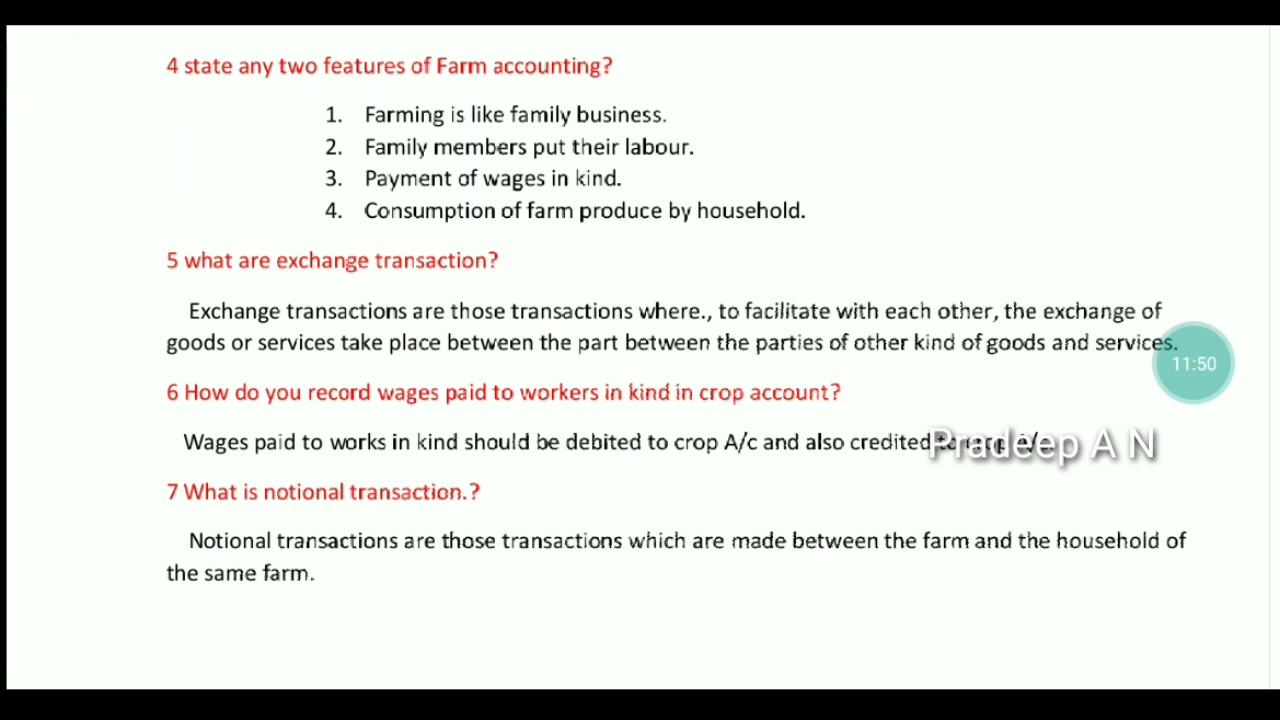 4 state any two features of Farm accounting?
1. Farming is like family business.
2. Family members put their labour.
3. Payment of wages in kind.
4. Consumption of farm produce by household.
5 what are exchange transaction?
Exchange transactions are those transactions where., to facilitate with each other, the exchange of
goods or services take place between the part between the parties of other kind of goods and services.
11:50
6 How do you record wages paid to workers in kind in crop account?
Wages paid to works in kind should be debited to crop A/c and also credited
Pradeep A N
7 What is notional transaction.?
Notional transactions are those transactions which are made between the farm and the household of
the same farm.